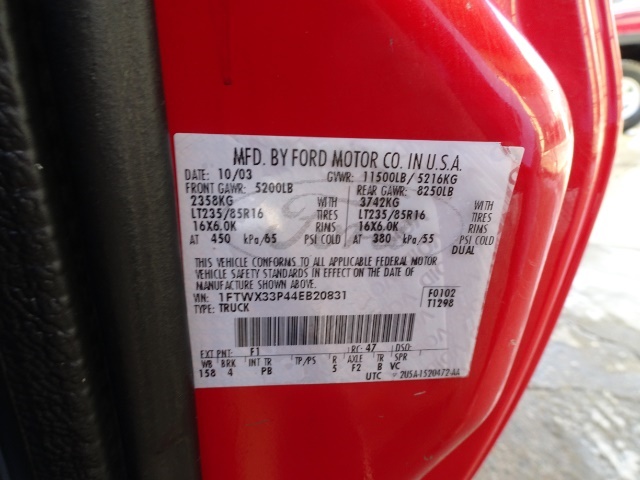 MFD. BY FORD MOTOR CO. IN U.S.A.
DATE: 10/03 GVWR: 11500LB/ 5216KG
FRONT GAWR: 5200LB REAR GAWR: 8250LB
2358KG WITH 3742KG WITH
LT235/85R16 TIRES LT235/85R16 TIRES
16X6.0K RIMS 16X6.0K RIMS
AT 450 kPa/65 PSI COLD AT 380 kPa/55 PSI COLD
DUAL
THIS VEHICLE CONFORMS TO ALL APPLICABLE FEDERAL MOTOR
VEHICLE SAFETY STANDARDS IN EFFECT ON THE DATE OF
MANUFACTURE SHOWN ABOVE.
VIN: 1FTWX33P44EB20831 F0102
TYPE: TRUCK T1298
EXT PNT: F1 RC: 47 DSO:
WB BRK INT TR TP/PS R AXLE TR SPR
158 4 PB 5 F2 B VC
UTC 2U5A-1520472-AA